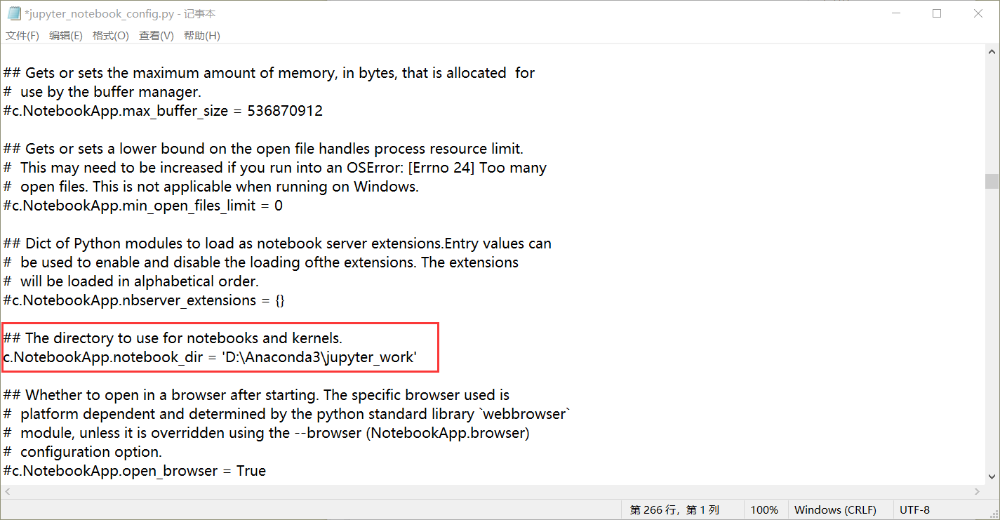 *jupyter_notebook_config.py - 记事本
文件(F) 编辑(E) 格式(O) 查看(V) 帮助(H)
## Gets or sets the maximum amount of memory, in bytes, that is allocated  for
#  use by the buffer manager.
#c.NotebookApp.max_buffer_size = 536870912
## Gets or sets a lower bound on the open file handles process resource limit.
#  This may need to be increased if you run into an OSError: [Errno 24] Too many
#  open files. This is not applicable when running on Windows.
#c.NotebookApp.min_open_files_limit = 0
## Dict of Python modules to load as notebook server extensions.Entry values can
#  be used to enable and disable the loading ofthe extensions. The extensions
#  will be loaded in alphabetical order.
#c.NotebookApp.nbserver_extensions = {}
## The directory to use for notebooks and kernels.
c.NotebookApp.notebook_dir = 'D:\Anaconda3\jupyter_work'
## Whether to open in a browser after starting. The specific browser used is
#  platform dependent and determined by the python standard library `webbrowser`
#  module, unless it is overridden using the --browser (NotebookApp.browser)
#  configuration option.
#c.NotebookApp.open_browser = True
第 266 行，第 1 列 100% Windows (CRLF) UTF-8